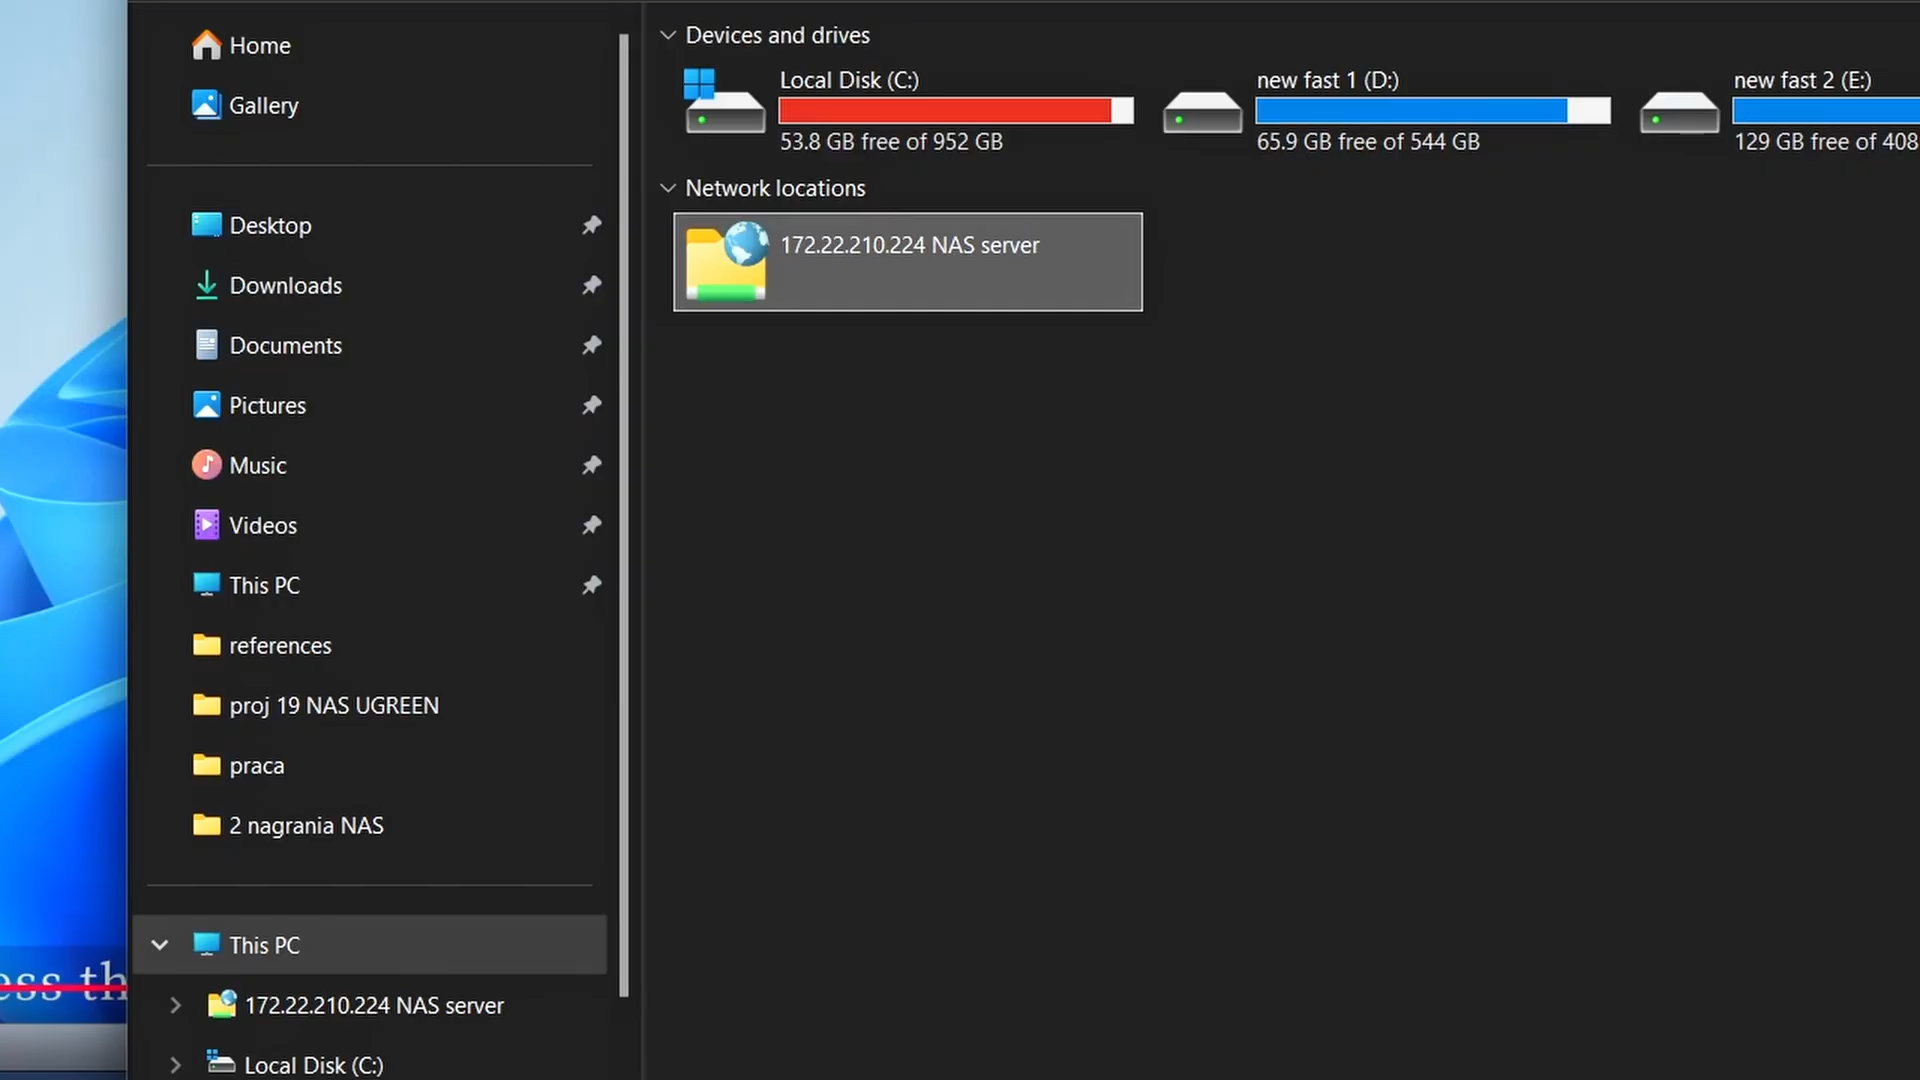 Home
Gallery
Desktop
Downloads
Documents
Pictures
Music
Videos
This PC
references
proj 19 NAS UGREEN
praca
2 nagrania NAS
This PC
172.22.210.224 NAS server
Local Disk (C:)
Devices and drives
Local Disk (C:)
53.8 GB free of 952 GB
new fast 1 (D:)
65.9 GB free of 544 GB
new fast 2 (E:)
129 GB free of 408
Network locations
172.22.210.224 NAS server
ess th